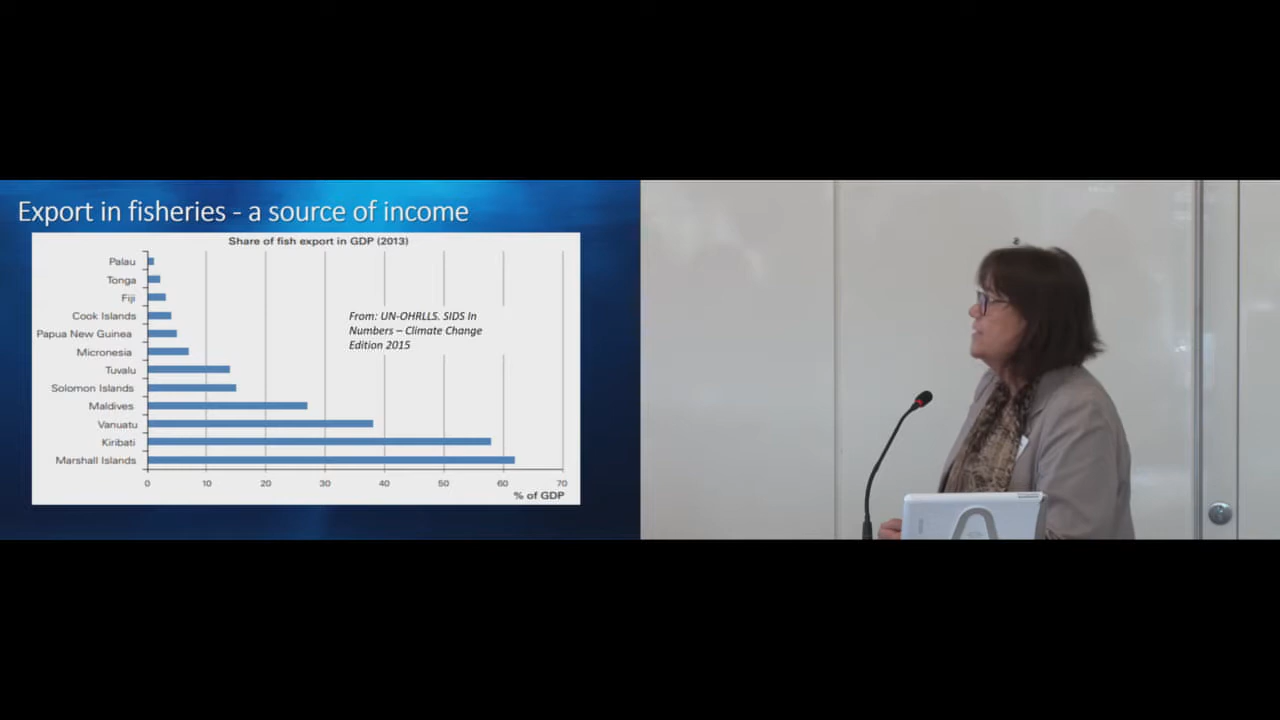 Export in fisheries - a source of income
Share of fish export in GDP (2013)
Palau
Tonga
Fiji
Cook Islands
Papua New Guinea
Micronesia
Tuvalu
Solomon Islands
Maldives
Vanuatu
Kiribati
Marshall Islands
From: UN-OHRLLS. SIDS In
Numbers – Climate Change
Edition 2015
0 10 20 30 40 50 60 70
% of GDP